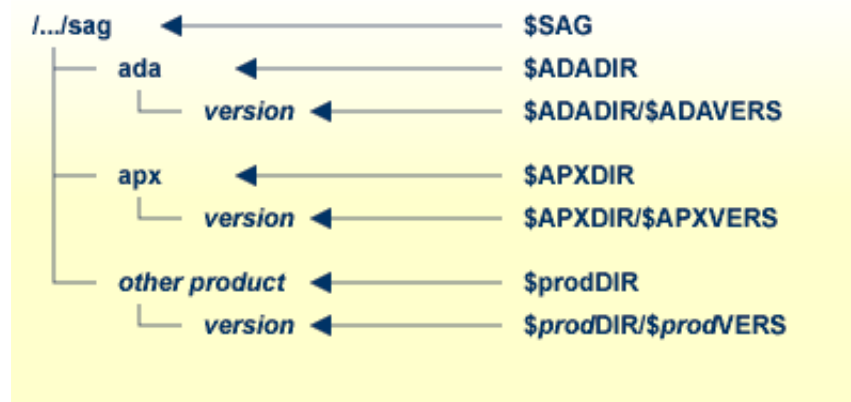 /.../sag $SAG
ada $ADADIR
version $ADADIR/$ADAVERS
apx $APXDIR
version $APXDIR/$APXVERS
other product $prodDIR
version $prodDIR/$prodVERS